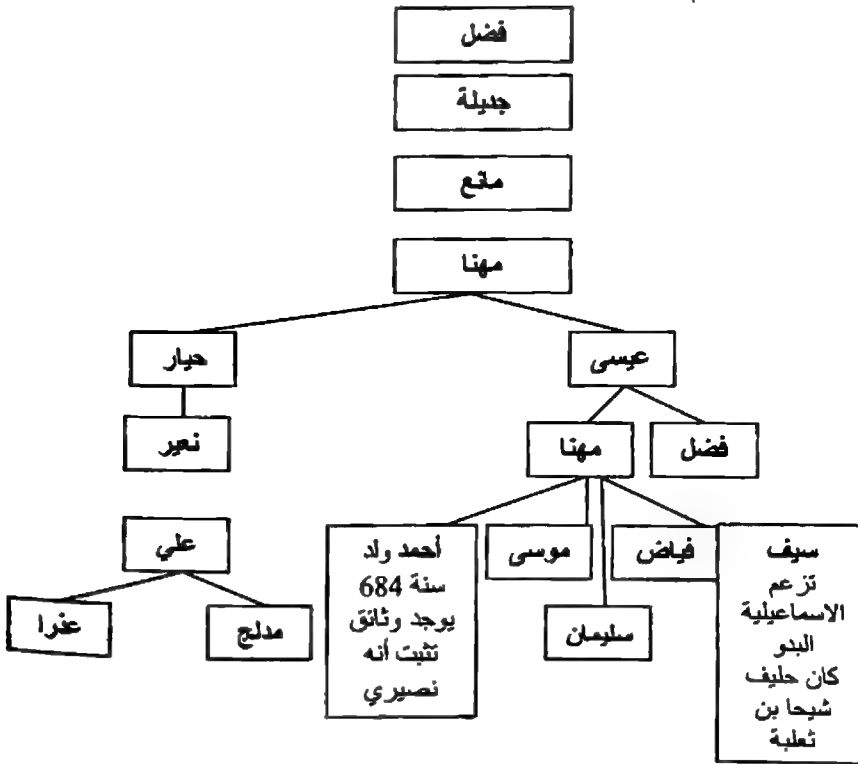 فضل
جديلة
مانع
مهنا
عيسى
حيار
فضل
مهنا
نعير
سيف
تزعم
الاسماعيلية
البدو
كان حليف
شيحا بن
ثعلبة
فياض
موسى
سليمان
أحمد ولد
سنة 684
يوجد وثائق
تثبت أنه
نصيري
علي
مدلج
عذرا